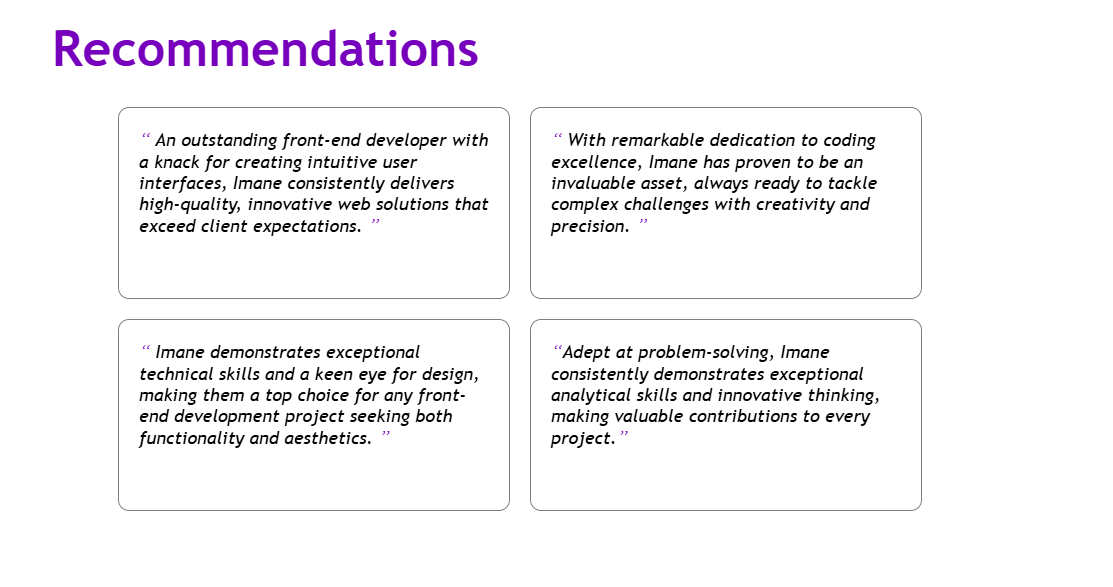 Recommendations
“ An outstanding front-end developer with
a knack for creating intuitive user
interfaces, Imane consistently delivers
high-quality, innovative web solutions that
exceed client expectations. ”
“ With remarkable dedication to coding
excellence, Imane has proven to be an
invaluable asset, always ready to tackle
complex challenges with creativity and
precision. ”
“ Imane demonstrates exceptional
technical skills and a keen eye for design,
making them a top choice for any front-
end development project seeking both
functionality and aesthetics. ”
“Adept at problem-solving, Imane
consistently demonstrates exceptional
analytical skills and innovative thinking,
making valuable contributions to every
project.”